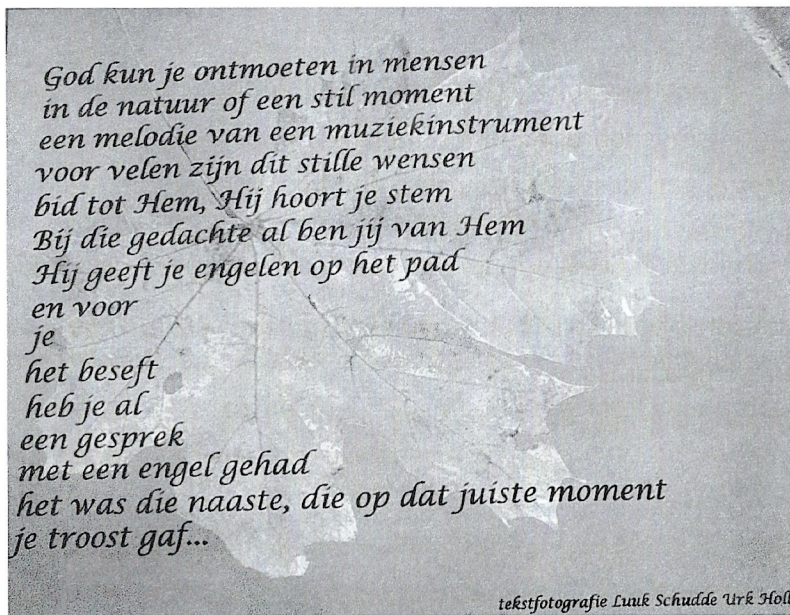 God kun je ontmoeten in mensen
in de natuur of een stil moment
een melodie van een muziekinstrument
voor velen zijn dit stille wensen
bid tot Hem, Hij hoort je stem
Bij die gedachte al ben jij van Hem
Hij geeft je engelen op het pad
en voor
je
het beseft
heb je al
een gesprek
met een engel gehad
het was die naaste, die op dat juiste moment
je troost gaf...
tekstfotografie Luuk Schudde Urk Holl